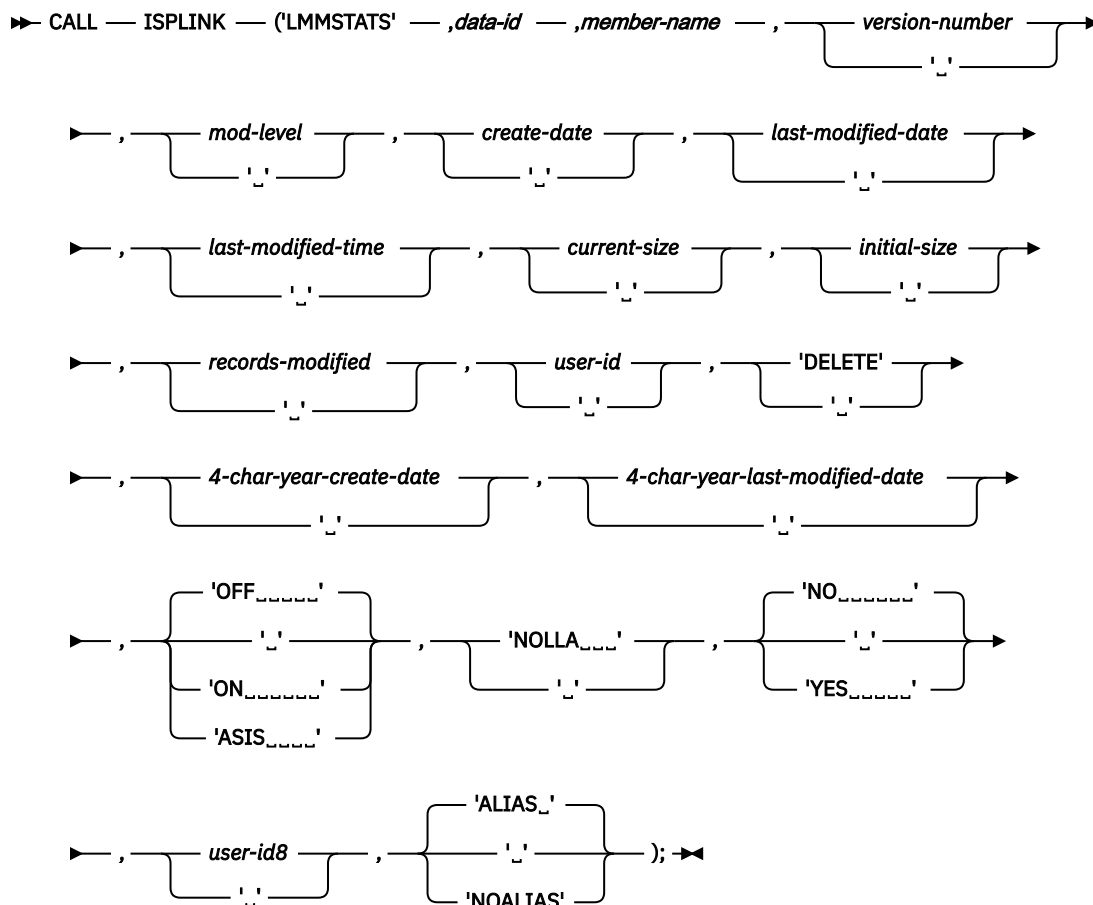 CALL ISPLINK ('LMMSTATS' ,data-id ,member-name , version-number
'␣'
, mod-level , create-date , last-modified-date
'␣' '␣' '␣'
, last-modified-time , current-size , initial-size
'␣' '␣' '␣'
, records-modified , user-id , 'DELETE'
'␣' '␣' '␣'
, 4-char-year-create-date , 4-char-year-last-modified-date
'␣' '␣'
'OFF␣␣␣␣␣' 'NO␣␣␣␣␣␣'
, '␣' , 'NOLLA␣␣␣' , '␣'
'ON␣␣␣␣␣␣' '␣' 'YES␣␣␣␣␣'
'ASIS␣␣␣␣'
'ALIAS␣'
, user-id8 , '␣' );
'␣' 'NOALIAS'